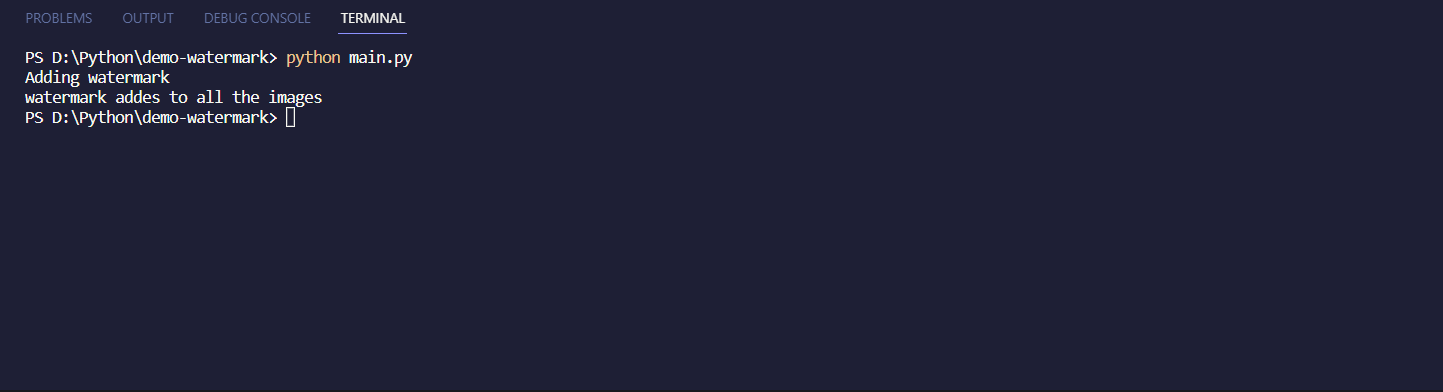 PROBLEMS OUTPUT DEBUG CONSOLE TERMINAL
PS D:\Python\demo-watermark> python main.py
Adding watermark
watermark addes to all the images
PS D:\Python\demo-watermark>